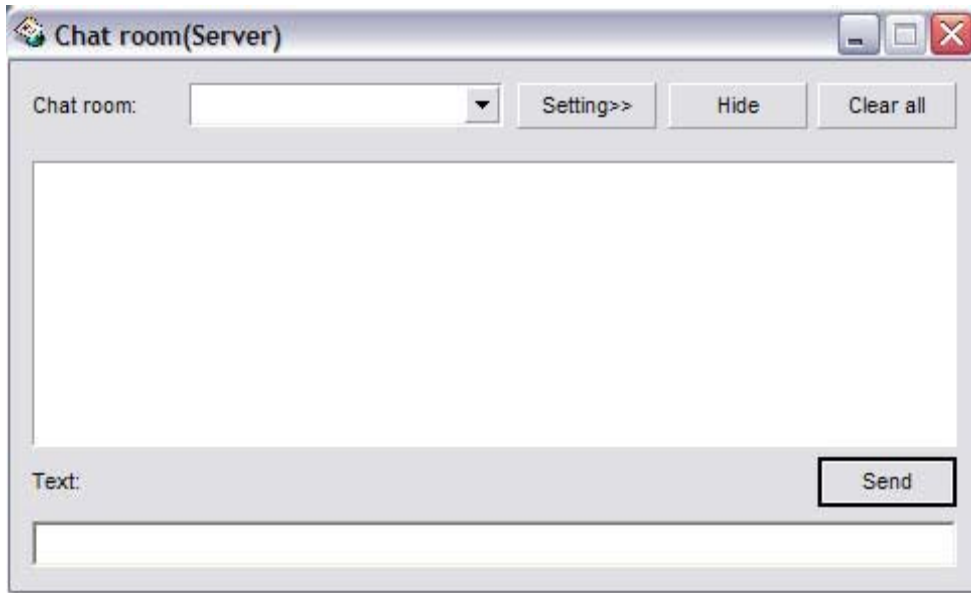 Chat room(Server)
Chat room: Setting>> Hide Clear all
Text: Send